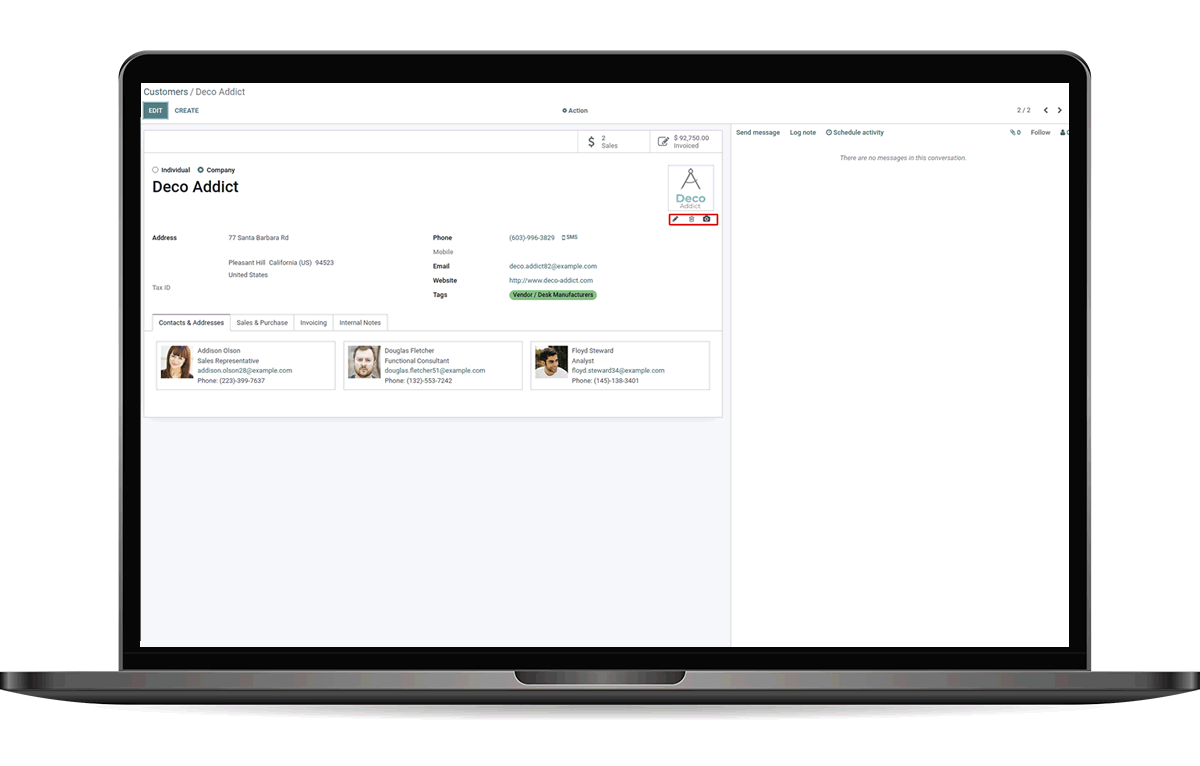 Customers / Deco Addict
EDIT CREATE
Action
2 / 2
2
Sales
$ 92,750.00
Invoiced
Send message Log note Schedule activity
0 Follow 0
There are no messages in this conversation.
Individual Company
Deco Addict
Deco
Addict
Address 77 Santa Barbara Rd
Pleasant Hill California (US) 94523
United States
Tax ID
Phone (603)-996-3829 SMS
Mobile
Email deco.addict82@example.com
Website http://www.deco-addict.com
Tags Vendor / Desk Manufacturers
Contacts & Addresses Sales & Purchase Invoicing Internal Notes
Addison Olson
Sales Representative
addison.olson28@example.com
Phone: (223)-399-7637
Douglas Fletcher
Functional Consultant
douglas.fletcher51@example.com
Phone: (132)-553-7242
Floyd Steward
Analyst
floyd.steward34@example.com
Phone: (145)-138-3401